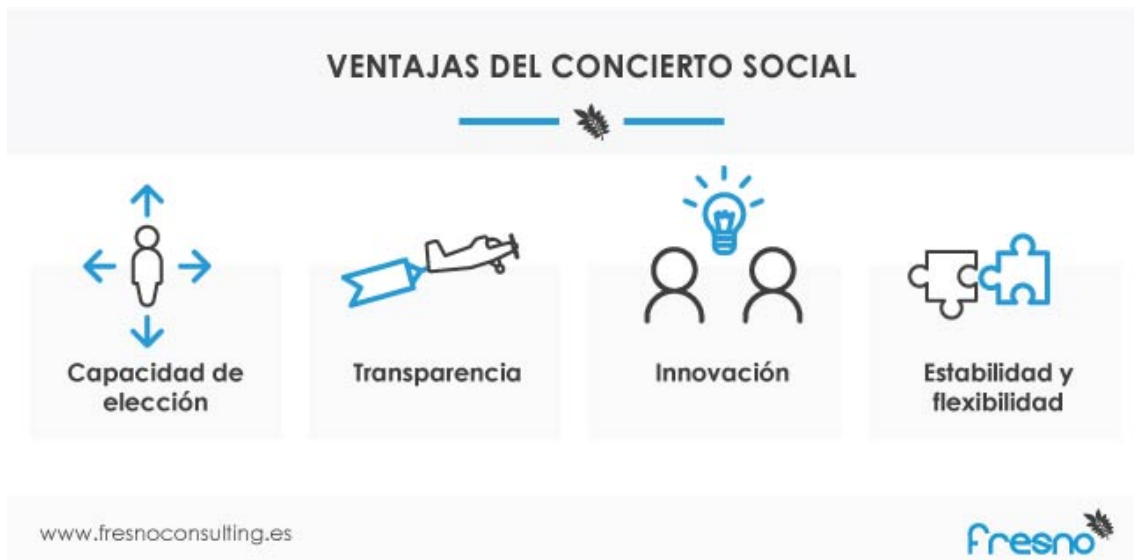 VENTAJAS DEL CONCIERTO SOCIAL
Capacidad de
elección
Transparencia
Innovación
Estabilidad y
flexibilidad
www.fresnoconsulting.es
fresno